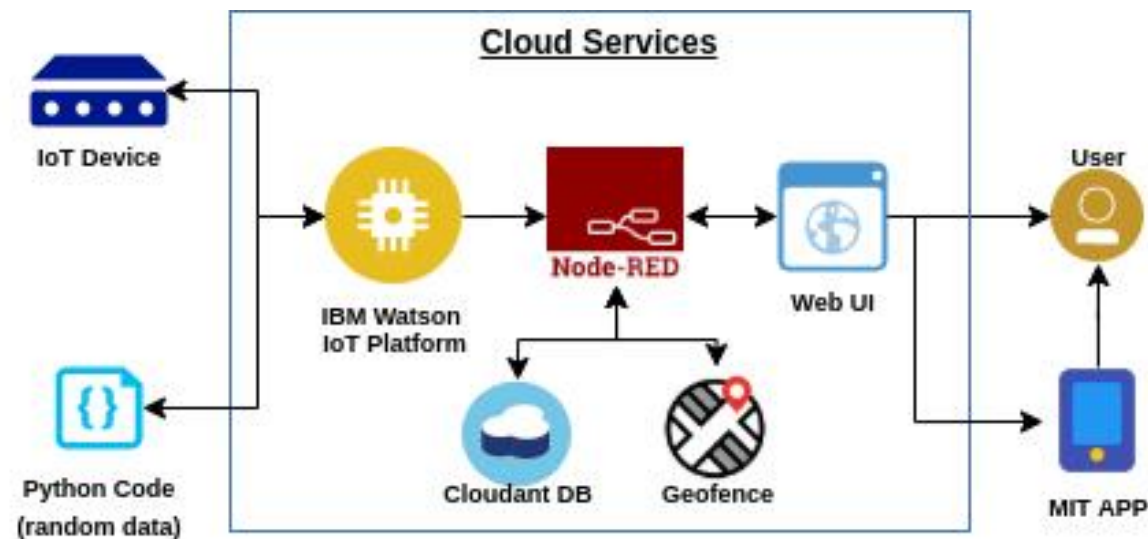 Cloud Services
IoT Device
User
Node-RED
Web UI
IBM Watson
IoT Platform
{}
Python Code
(random data)
Cloudant DB
Geofence
MIT APP